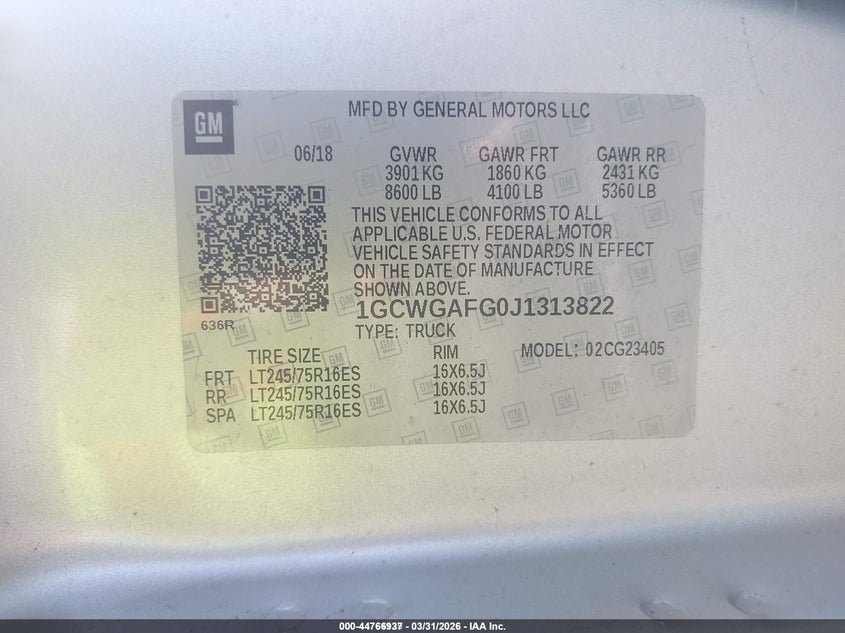 GM
MFD BY GENERAL MOTORS LLC
06/18 GVWR GAWR FRT GAWR RR
3901 KG 1860 KG 2431 KG
8600 LB 4100 LB 5360 LB
THIS VEHICLE CONFORMS TO ALL
APPLICABLE U.S. FEDERAL MOTOR
VEHICLE SAFETY STANDARDS IN EFFECT
ON THE DATE OF MANUFACTURE
SHOWN ABOVE.
1GCWGAFG0J1313822
636R
TYPE: TRUCK
TIRE SIZE RIM MODEL: 02CG23405
FRT LT245/75R16ES 16X6.5J
RR LT245/75R16ES 16X6.5J
SPA LT245/75R16ES 16X6.5J
000-44766937 - 03/31/2026 - IAA Inc.